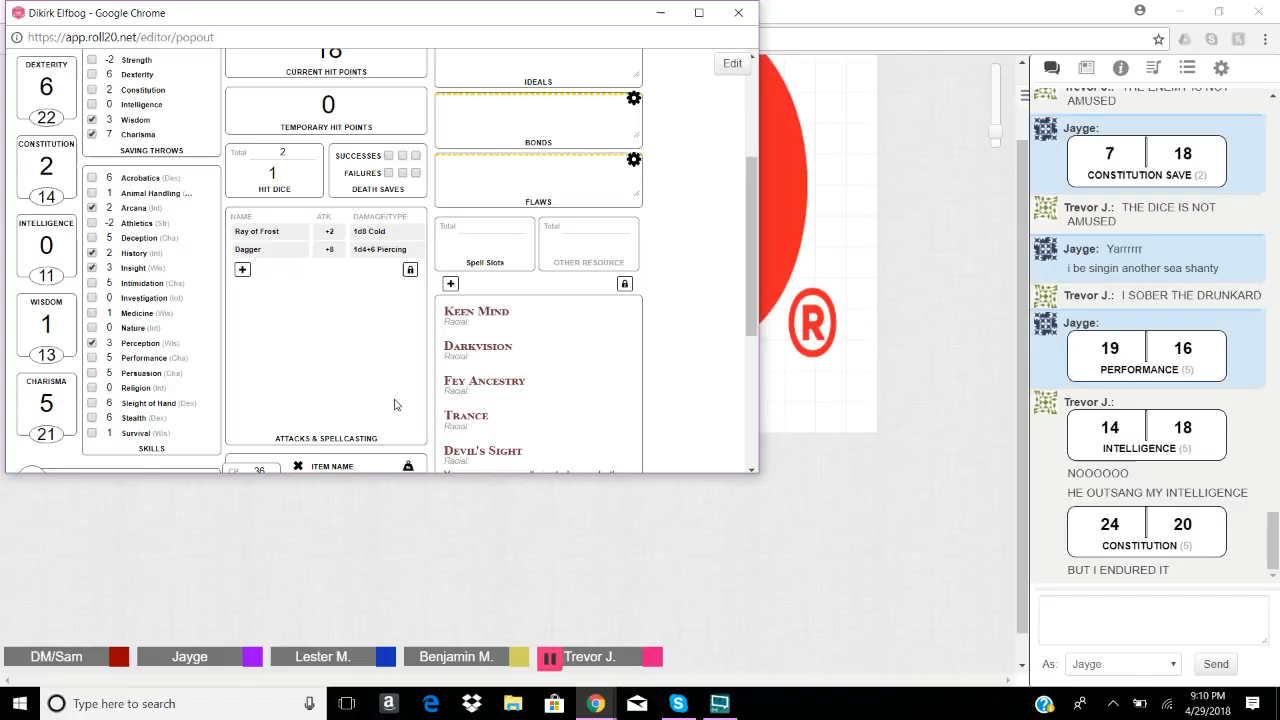 Dikirk Elfbog - Google Chrome
https://app.roll20.net/editor/popout
Edit
DEXTERITY
6
22
CONSTITUTION
2
14
INTELLIGENCE
0
11
WISDOM
1
13
CHARISMA
5
21
-2 Strength
6 Dexterity
2 Constitution
0 Intelligence
3 Wisdom
7 Charisma
SAVING THROWS
6 Acrobatics (Dex)
1 Animal Handling (...
2 Arcana (Int)
-2 Athletics (Str)
5 Deception (Cha)
2 History (Int)
3 Insight (Wis)
5 Intimidation (Cha)
0 Investigation (Int)
1 Medicine (Wis)
0 Nature (Int)
3 Perception (Wis)
5 Performance (Cha)
5 Persuasion (Cha)
0 Religion (Int)
6 Sleight of Hand (Dex)
6 Stealth (Dex)
1 Survival (Wis)
SKILLS
18
CURRENT HIT POINTS
0
TEMPORARY HIT POINTS
Total 2
1
HIT DICE
SUCCESSES
FAILURES
DEATH SAVES
NAME ATK DAMAGE/TYPE
Ray of Frost +2 1d8 Cold
Dagger +8 1d4+6 Piercing
ATTACKS & SPELLCASTING
CP 36 ITEM NAME
IDEALS
BONDS
FLAWS
Total
Spell Slots
Total
OTHER RESOURCE
KEEN MIND
Racial:
DARKVISION
Racial:
FEY ANCESTRY
Racial:
TRANCE
Racial:
DEVIL'S SIGHT
Racial:
®
Trevor J.: THE ENEMY IS NOT
AMUSED
Jayge:
7 18
CONSTITUTION SAVE (2)
Trevor J.: THE DICE IS NOT
AMUSED
Jayge: Yarrrrrr
i be singin another sea shanty
Trevor J.: I SOBER THE DRUNKARD
Jayge:
19 16
PERFORMANCE (5)
Trevor J.:
14 18
INTELLIGENCE (5)
NOOOOO
HE OUTSANG MY INTELLIGENCE
24 20
CONSTITUTION (5)
BUT I ENDURED IT
As: Jayge Send
DM/Sam Jayge Lester M. Benjamin M. Trevor J.
Type here to search
9:10 PM
4/29/2018